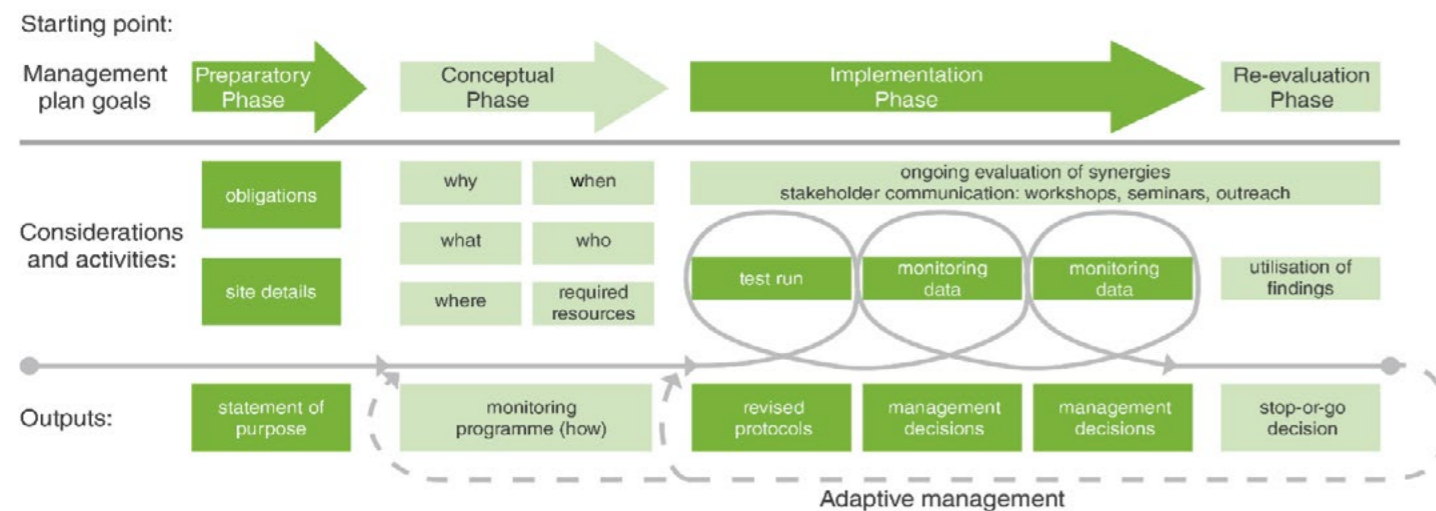 Starting point:
Management
plan goals
Preparatory
Phase
Conceptual
Phase
Implementation
Phase
Re-evaluation
Phase
Considerations
and activities:
obligations
site details
why
when
what
who
where
required
resources
ongoing evaluation of synergies
stakeholder communication: workshops, seminars, outreach
test run
monitoring
data
monitoring
data
utilisation of
findings
Outputs:
statement of
purpose
monitoring
programme (how)
revised
protocols
management
decisions
management
decisions
stop-or-go
decision
Adaptive management